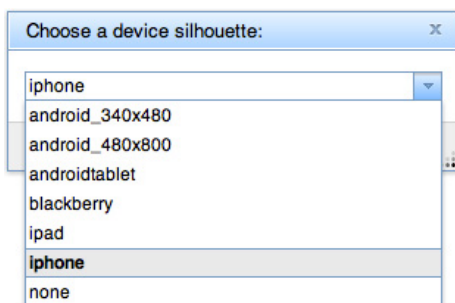 Choose a device silhouette:
iphone
android_340x480
android_480x800
androidtablet
blackberry
ipad
iphone
none